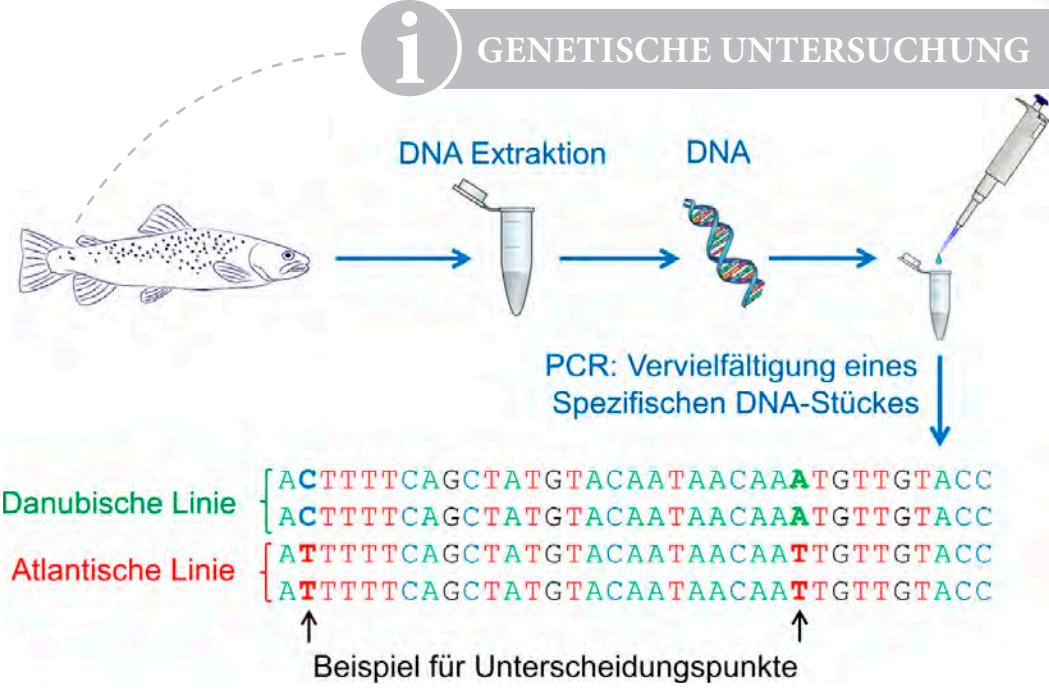 i GENETISCHE UNTERSUCHUNG
DNA Extraktion
DNA
PCR: Vervielfältigung eines
Spezifischen DNA-Stückes
Danubische Linie
ACTTTTCAGCTATGTACAATAACAAATGTTGTACC
ACTTTTCAGCTATGTACAATAACAAATGTTGTACC
Atlantische Linie
ATTTTTCAGCTATGTACAATAACAATTGTTGTACC
ATTTTTCAGCTATGTACAATAACAATTGTTGTACC
Beispiel für Unterscheidungspunkte